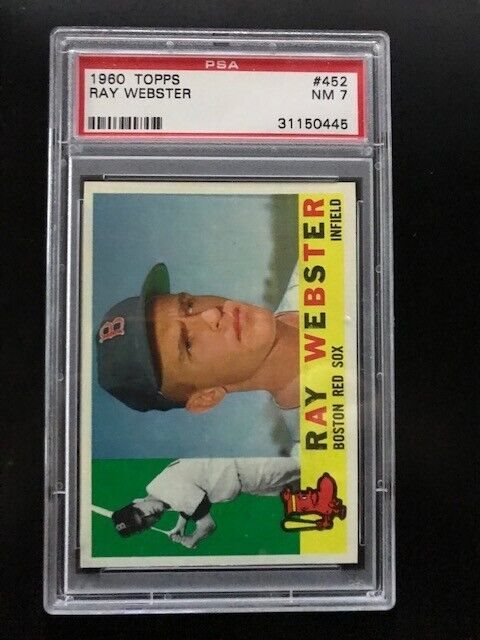 PSA
1960 TOPPS #452
RAY WEBSTER NM 7
31150445
B
RAY WEBSTER
BOSTON RED SOX INFIELD